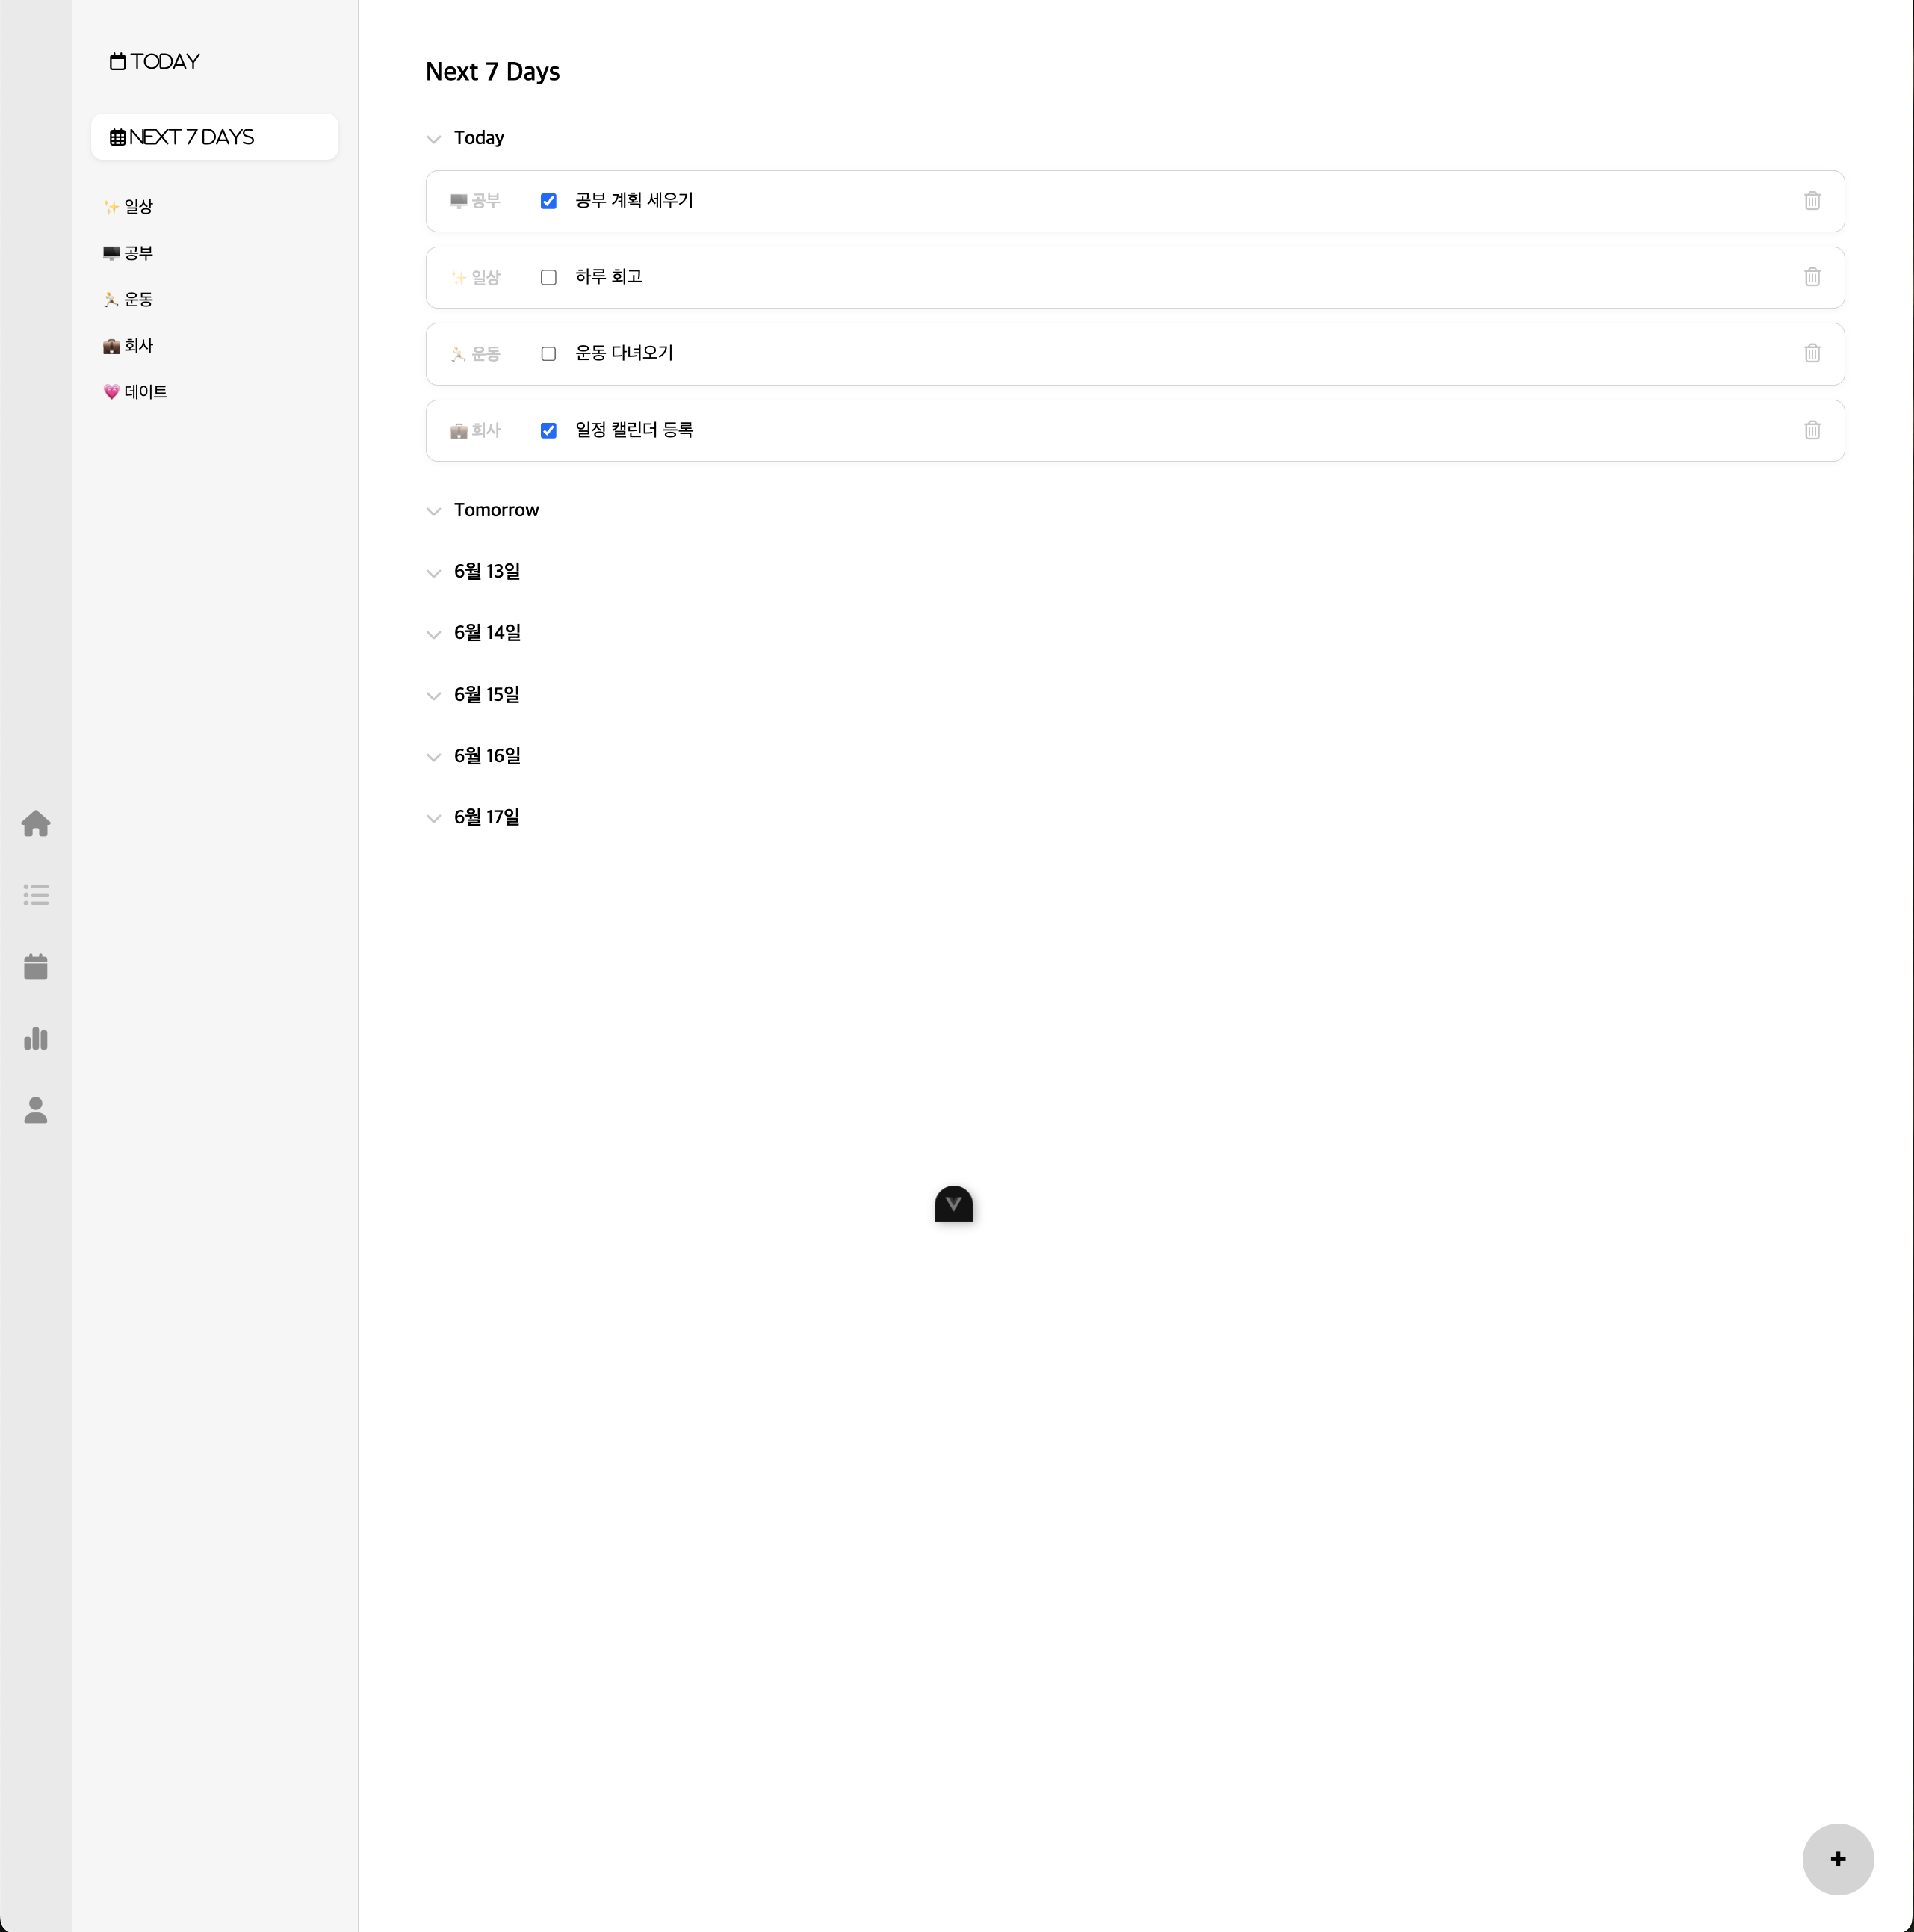 TODAY
NEXT 7 DAYS
✨ 일상
🖥️ 공부
🏃 운동
💼 회사
💗 데이트
Next 7 Days
Today
🖥️ 공부 공부 계획 세우기
✨ 일상 하루 회고
🏃 운동 운동 다녀오기
💼 회사 일정 캘린더 등록
Tomorrow
6월 13일
6월 14일
6월 15일
6월 16일
6월 17일